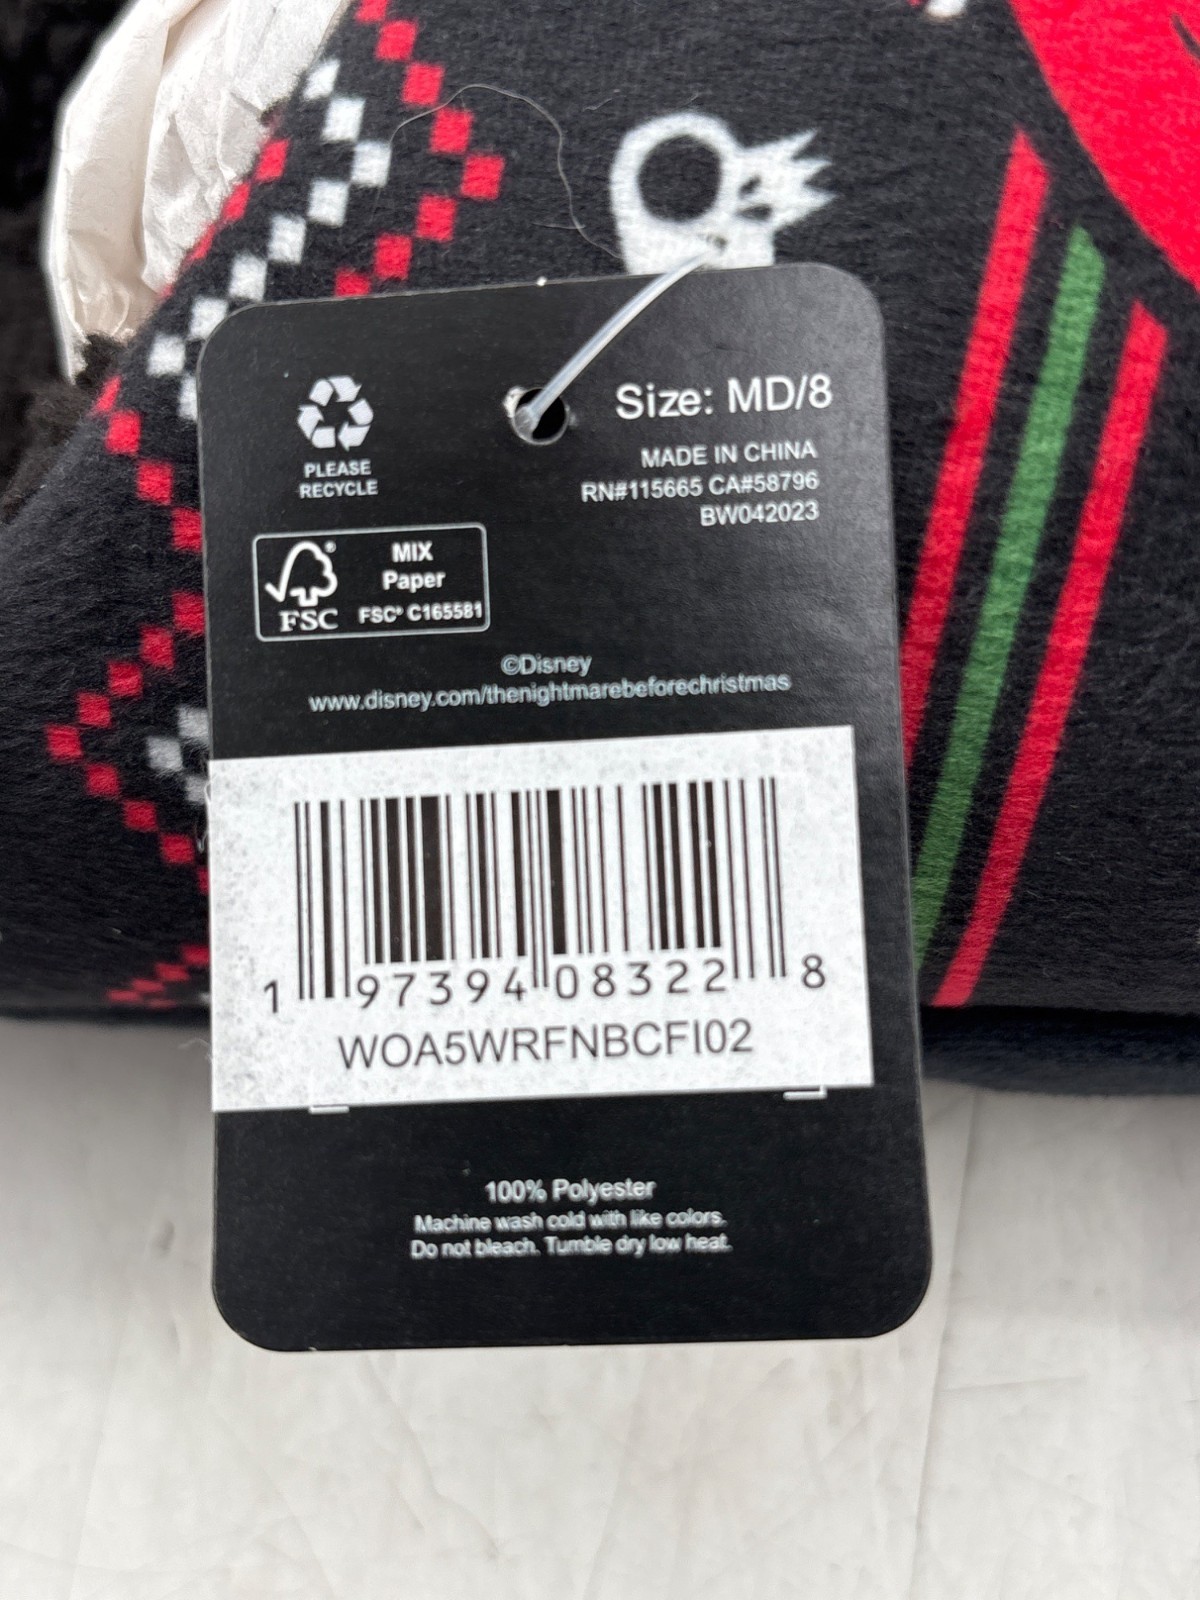 PLEASE
RECYCLE
Size: MD/8
MADE IN CHINA
RN#115665 CA#58796
BW042023
MIX
Paper
FSC® C165581
FSC
©Disney
www.disney.com/thenightmarebeforechristmas
1 97394 08322 8
WOA5WRFNBCFI02
100% Polyester
Machine wash cold with like colors.
Do not bleach. Tumble dry low heat.